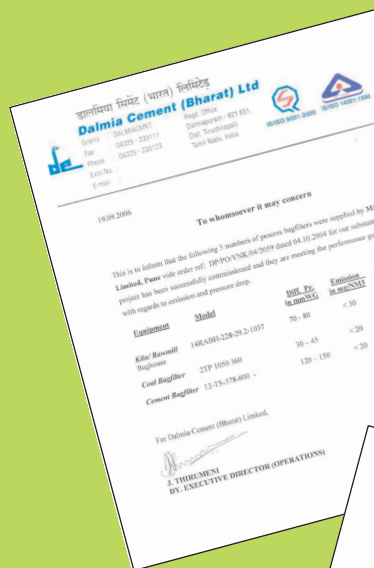 डालमिया सिमेंट (भारत) लिमिटेड
Dalmia Cement (Bharat) Ltd
Grams : DALMIACEMT
Fax : 04329 - 235111
Phone : 04329 - 235123
Extn No. :
E-mail :
Regd. Office
Dalmiapuram - 621 651,
Dist. Tiruchirapalli
Tamil Nadu, India.
IS/ISO 9001:2000
IS/ISO 14001:1996
19.09.2006
To whomsoever it may concern
This is to inform that the following 3 numbers of process bagfilters were supplied by
Limited, Pune vide order ref: DP/PO/VNK/04/2059 dated 04.10.2004 for our
project has been successfully commissioned and they are meeting the performance
with regards to emission and pressure drop.
Equipment Model Diff. Pr. in mmWG Emission in mg/NM3
Kiln/ Rawmill Baghouse 14RABH-228-29.2-1037 70 - 80 < 30
Coal Bagfilter 2TP 1050 360 30 - 45 < 20
Cement Bagfilter 12-TS-378-600 - 120 - 150 < 20
For Dalmia Cement (Bharat) Limited,
J. THIRUMENI
DY. EXECUTIVE DIRECTOR (OPERATIONS)